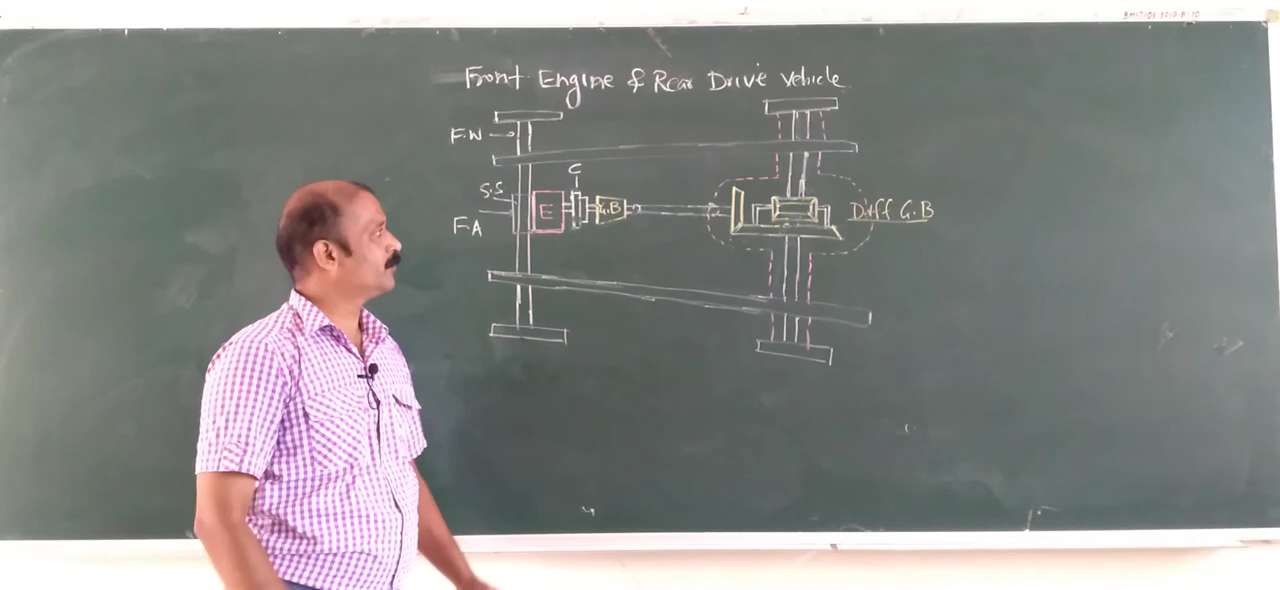 Front Engine & Rear Drive Vehicle
F.W
C
S.S
E
G.B
Diff G.B
F.A